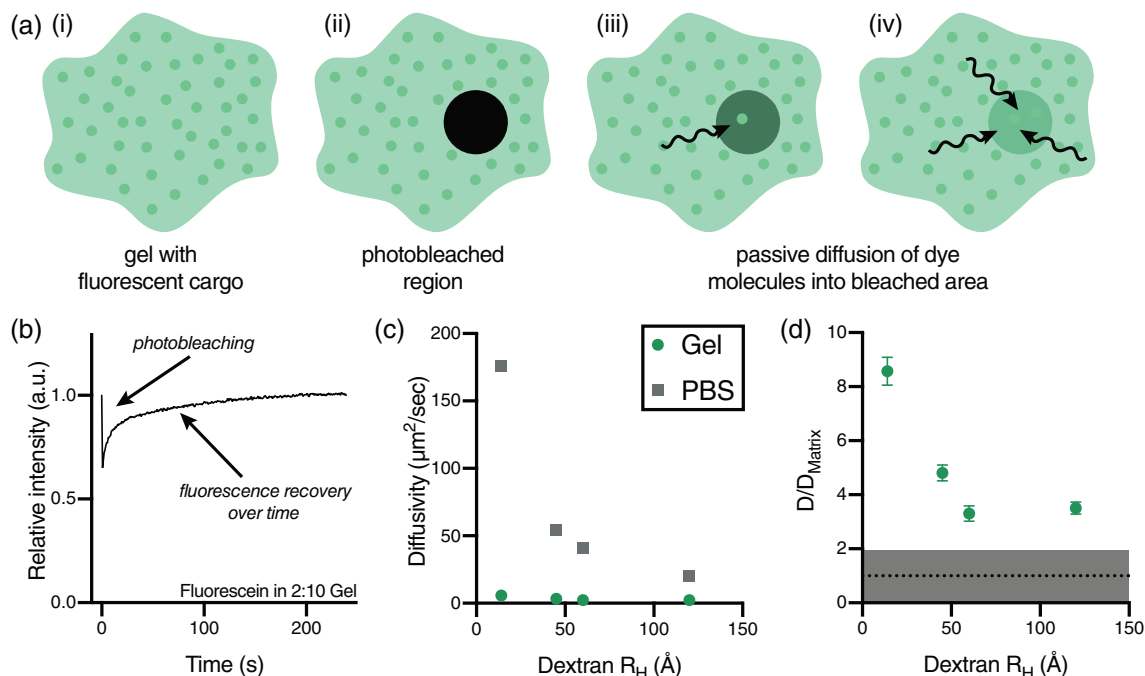 (a) (i) (ii) (iii) (iv)
gel with
fluorescent cargo
photobleached
region
passive diffusion of dye
molecules into bleached area
(b)
Relative intensity (a.u.)
1.0
0.5
0.0
photobleaching
fluorescence recovery
over time
Fluorescein in 2:10 Gel
0 100 200
Time (s)
(c)
Diffusivity (μm²/sec)
200
150
100
50
0
Gel
PBS
0 50 100 150
Dextran R_H (Å)
(d)
D/D_Matrix
10
8
6
4
2
0
0 50 100 150
Dextran R_H (Å)